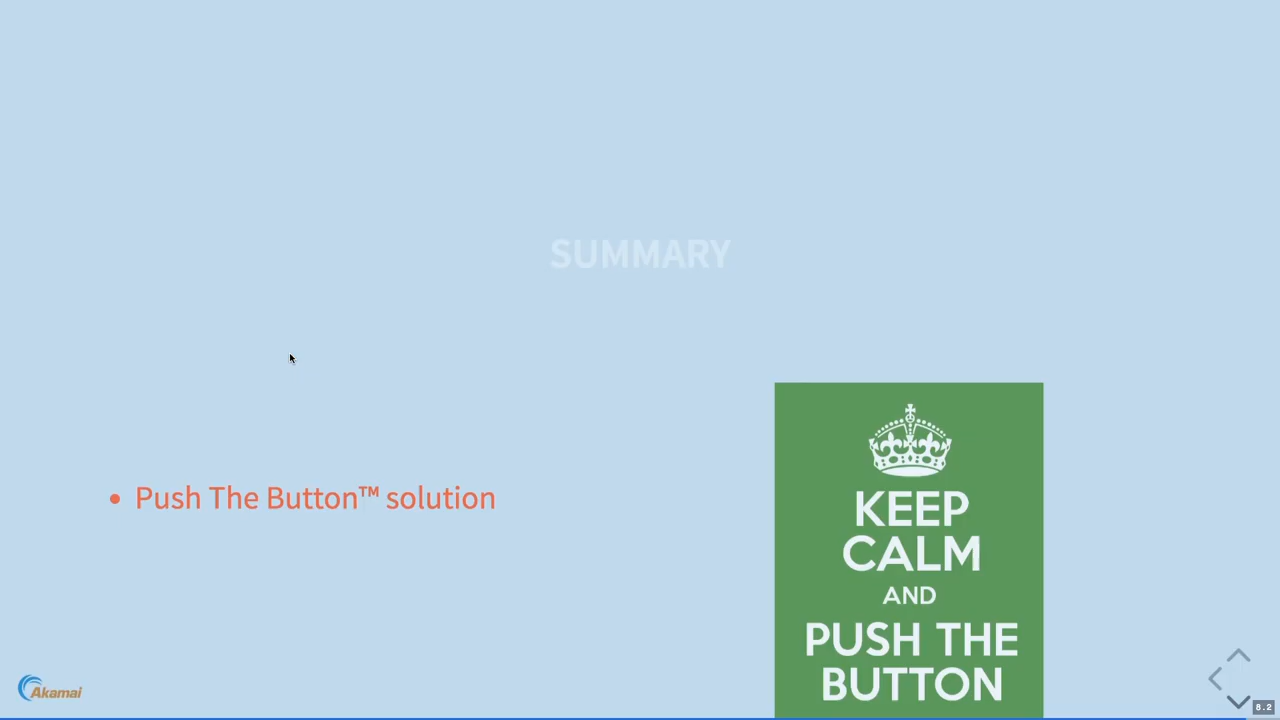 SUMMARY
• Push The Button™ solution
KEEP
CALM
AND
PUSH THE
BUTTON
Akamai
8.2